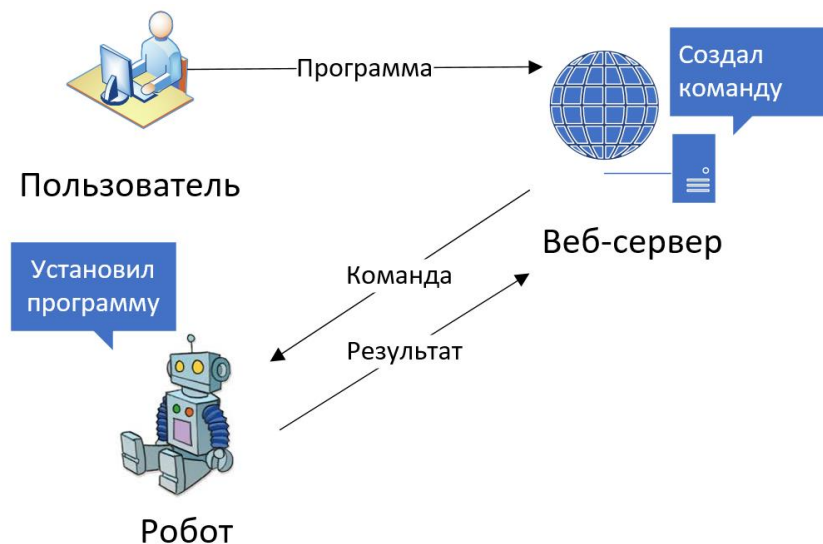 Программа
Создал
команду
Пользователь
Веб-сервер
Установил
программу
Команда
Результат
Робот